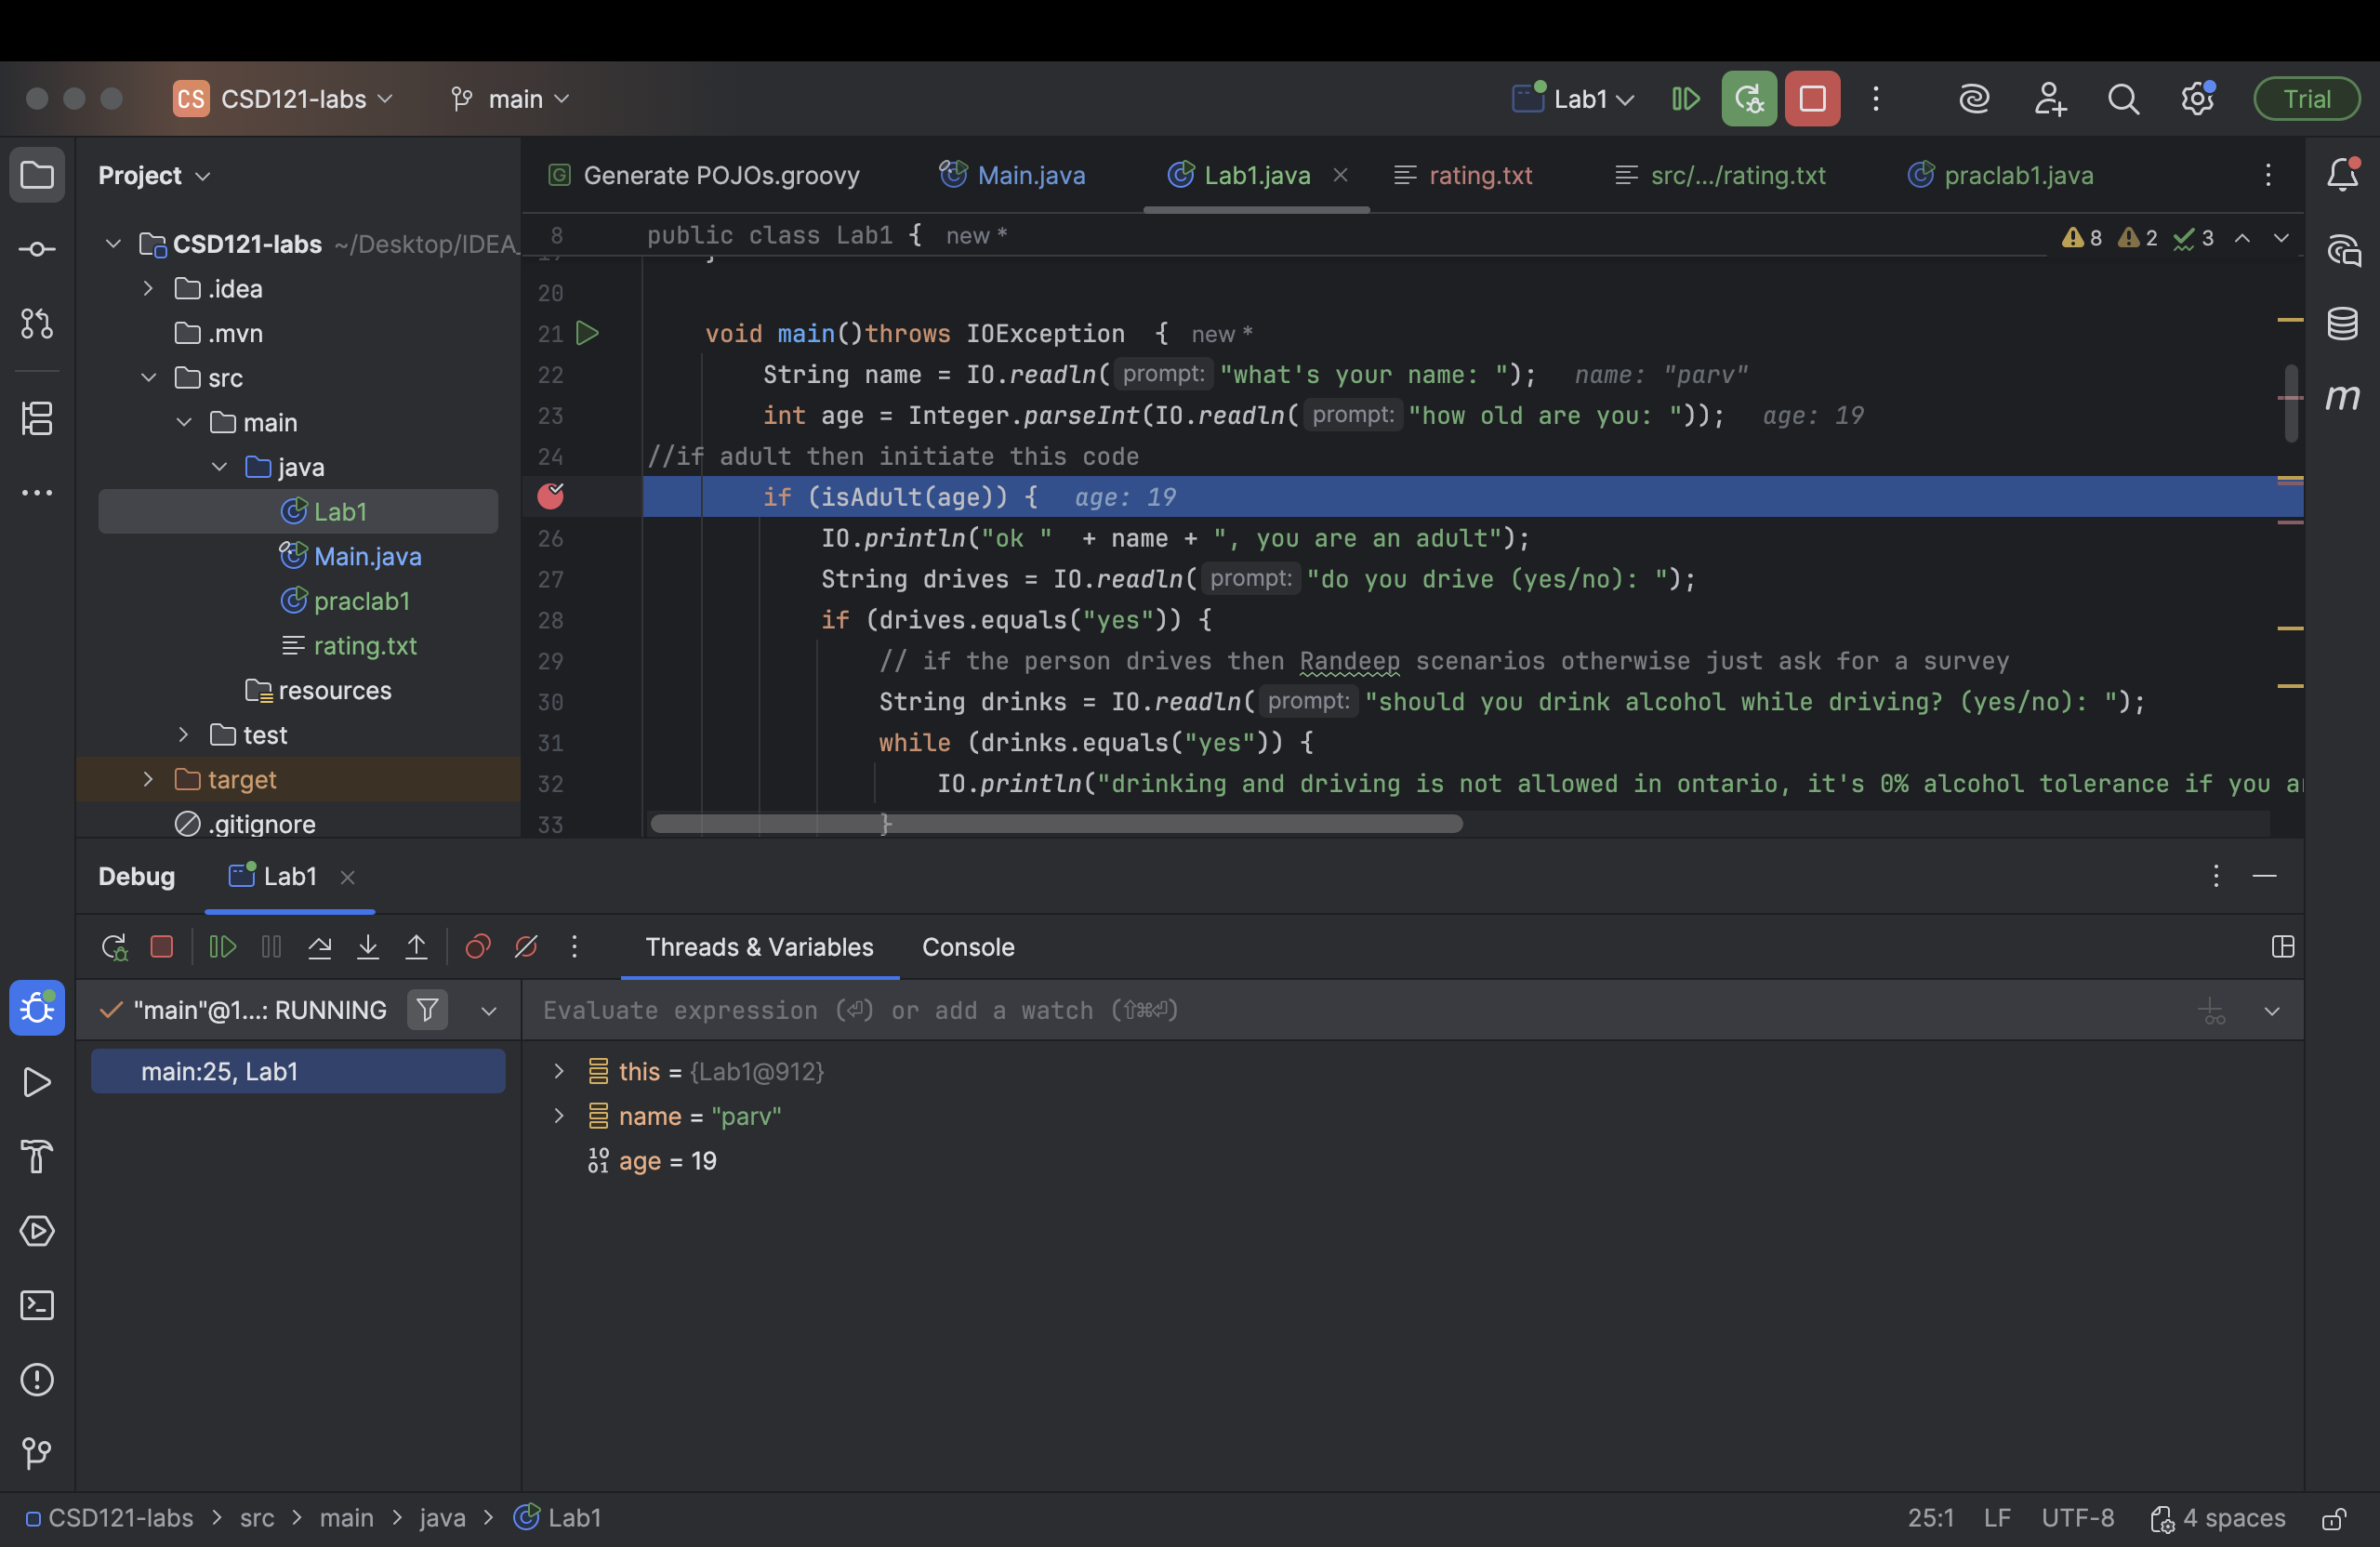 CS CSD121-labs main Lab1 Trial
Project
Generate POJOs.groovy Main.java Lab1.java rating.txt src/.../rating.txt praclab1.java
CSD121-labs ~/Desktop/IDEA_
.idea
.mvn
src
main
java
Lab1
Main.java
praclab1
rating.txt
resources
test
target
.gitignore
8 public class Lab1 { new *
8 2 3
20
21 void main()throws IOException { new *
22 String name = IO.readln( prompt: "what's your name: "); name: "parv"
23 int age = Integer.parseInt(IO.readln( prompt: "how old are you: ")); age: 19
24 //if adult then initiate this code
if (isAdult(age)) { age: 19
26 IO.println("ok " + name + ", you are an adult");
27 String drives = IO.readln( prompt: "do you drive (yes/no): ");
28 if (drives.equals("yes")) {
29 // if the person drives then Randeep scenarios otherwise just ask for a survey
30 String drinks = IO.readln( prompt: "should you drink alcohol while driving? (yes/no): ");
31 while (drinks.equals("yes")) {
32 IO.println("drinking and driving is not allowed in ontario, it's 0% alcohol tolerance if you
33 }
m
Debug Lab1
Threads & Variables Console
"main"@1...: RUNNING
Evaluate expression (⏎) or add a watch (⇧⌘⏎)
main:25, Lab1
this = {Lab1@912}
name = "parv"
age = 19
CSD121-labs > src > main > java > Lab1
25:1 LF UTF-8 4 spaces